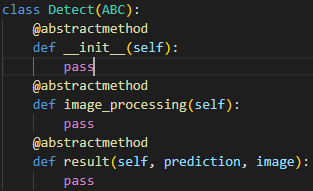 class Detect(ABC):
    @abstractmethod
    def __init__(self):
        pass
    @abstractmethod
    def image_processing(self):
        pass
    @abstractmethod
    def result(self, prediction, image):
        pass